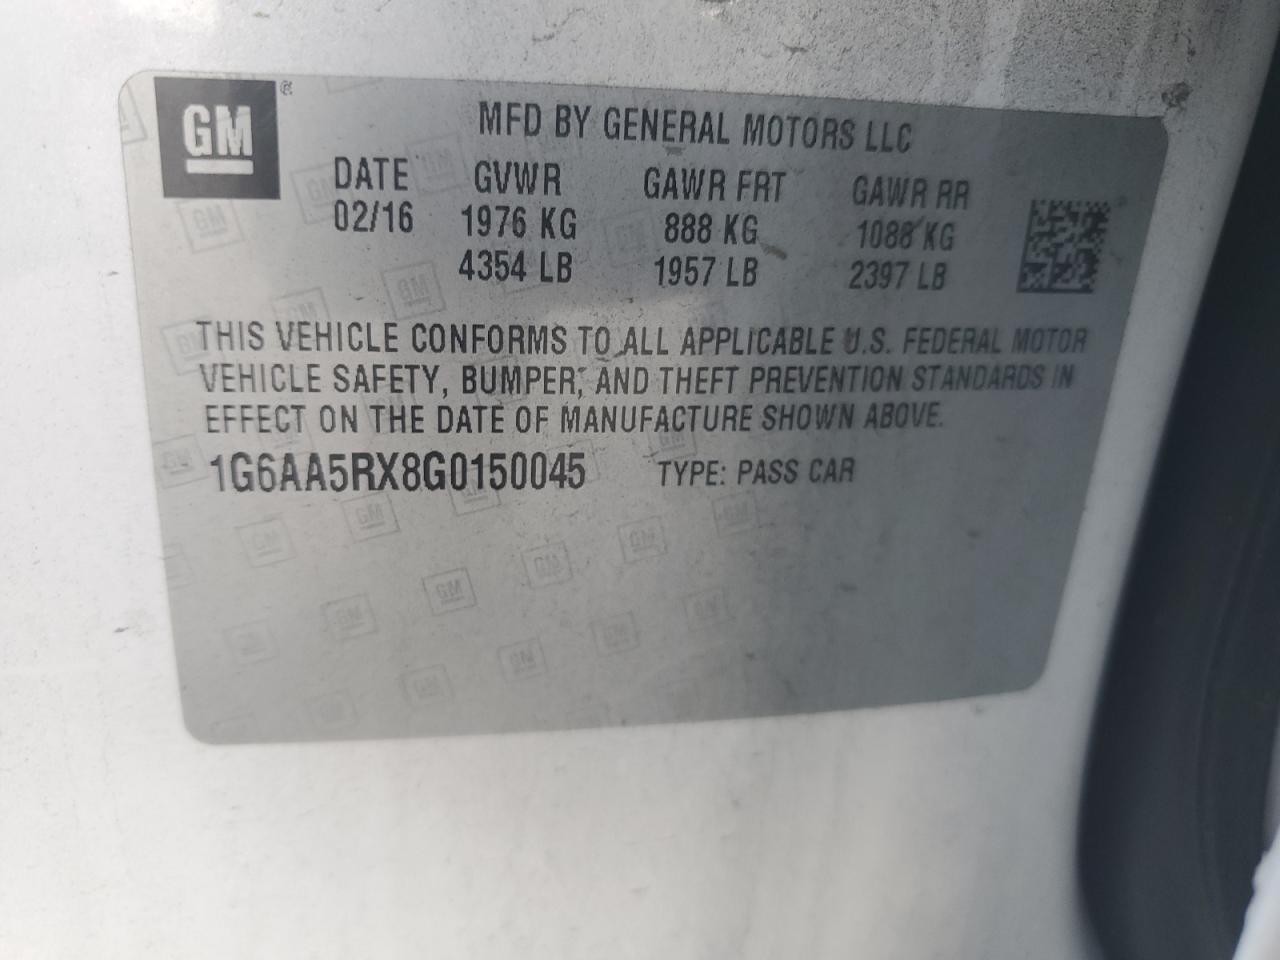 GM ®
MFD BY GENERAL MOTORS LLC
DATE GVWR GAWR FRT GAWR RR
02/16 1976 KG 888 KG 1088 KG
4354 LB 1957 LB 2397 LB
THIS VEHICLE CONFORMS TO ALL APPLICABLE U.S. FEDERAL MOTOR
VEHICLE SAFETY, BUMPER, AND THEFT PREVENTION STANDARDS IN
EFFECT ON THE DATE OF MANUFACTURE SHOWN ABOVE.
1G6AA5RX8G0150045 TYPE: PASS CAR